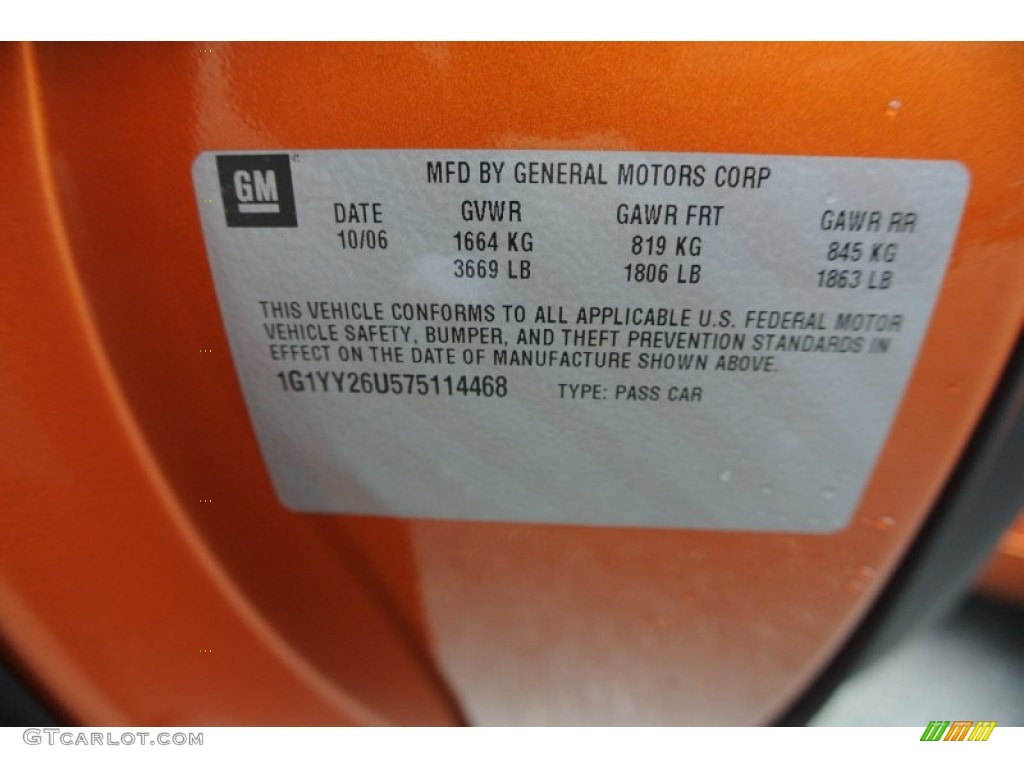 GM
MFD BY GENERAL MOTORS CORP
DATE GVWR GAWR FRT GAWR RR
10/06 1664 KG 819 KG 845 KG
3669 LB 1806 LB 1863 LB
THIS VEHICLE CONFORMS TO ALL APPLICABLE U.S. FEDERAL MOTOR
VEHICLE SAFETY, BUMPER, AND THEFT PREVENTION STANDARDS IN
EFFECT ON THE DATE OF MANUFACTURE SHOWN ABOVE.
1G1YY26U575114468 TYPE: PASS CAR
GTCarlot.com